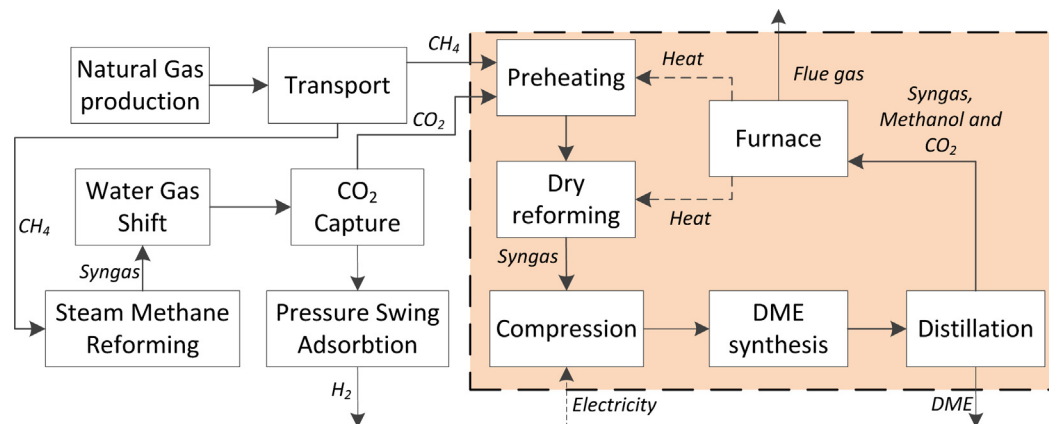 Natural Gas
production
Transport
CH4
CO2
CH4
Water Gas
Shift
CO2
Capture
Syngas
Steam Methane
Reforming
Pressure Swing
Adsorbtion
H2
Preheating
Heat
Flue gas
Furnace
Syngas,
Methanol and
CO2
Dry
reforming
Heat
Syngas
Compression
DME
synthesis
Distillation
Electricity
DME